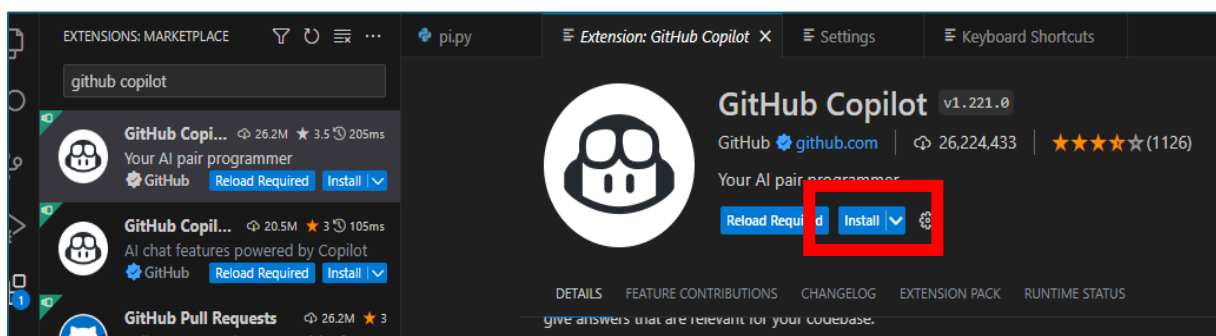 EXTENSIONS: MARKETPLACE
github copilot
GitHub Copi... 26.2M ★ 3.5 205ms
Your AI pair programmer
GitHub Reload Required Install
GitHub Copil... 20.5M ★ 3 105ms
AI chat features powered by Copilot
GitHub Reload Required Install
GitHub Pull Requests 26.2M ★ 3
1
pi.py
Extension: GitHub Copilot ×
Settings
Keyboard Shortcuts
GitHub Copilot v1.221.0
GitHub github.com | 26,224,433 | ★★★★☆(1126)
Your AI pair programmer
Reload Required Install
DETAILS FEATURE CONTRIBUTIONS CHANGELOG EXTENSION PACK RUNTIME STATUS
give answers that are relevant for your codebase.